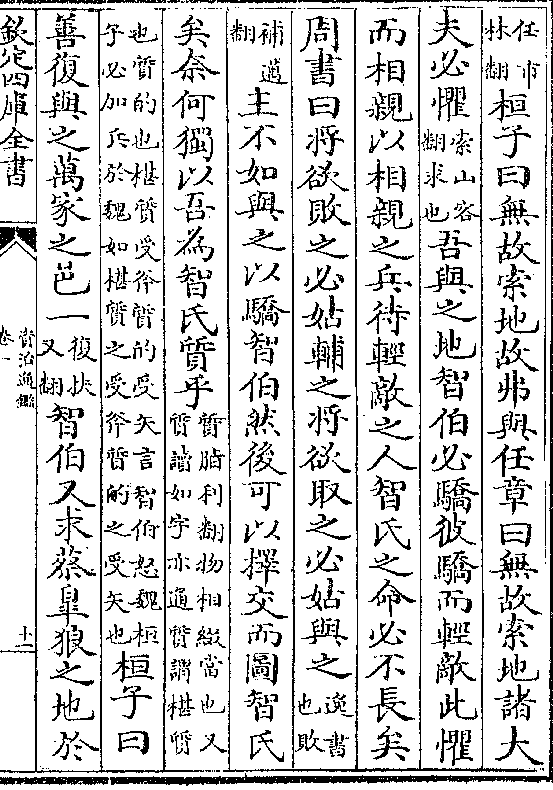 任市林翻桓子曰無故索地故弗與任章曰無故索地諸大
夫必懼索山客翻求也吾與之地智伯必驕彼驕而輕敵此懼
而相親以相親之兵待輕敵之人智氏之命必不長矣
周書曰將欲敗之必姑輔之將欲取之必姑與之逸書也敗
補邁翻主不如與之以驕智伯然後可以擇交而圖智氏
矣奈何獨以吾為智氏質乎質脂利翻物相綴當也又質讀如字亦通質謂椹質
也質的也椹質受斧質的受矢言智伯怒魏桓子必加兵於魏如椹質之受斧質的之受矢也桓子曰
善復與之萬家之邑一復扶又翻智伯又求蔡皐狼之地於
欽定四庫全書
資治通鑑
卷一
十二